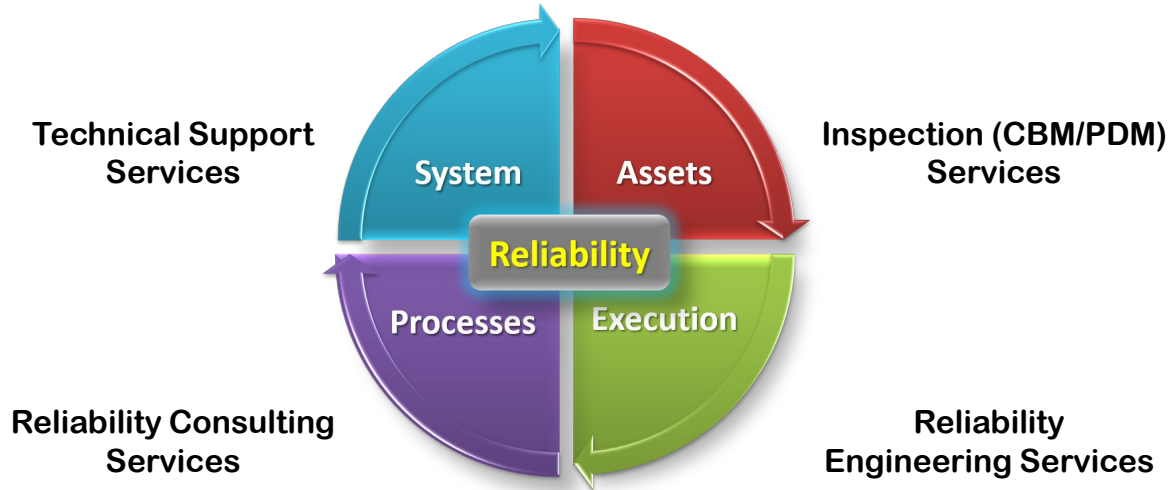 Technical Support
Services
System
Assets
Inspection (CBM/PDM)
Services
Reliability
Processes
Execution
Reliability Consulting
Services
Reliability
Engineering Services